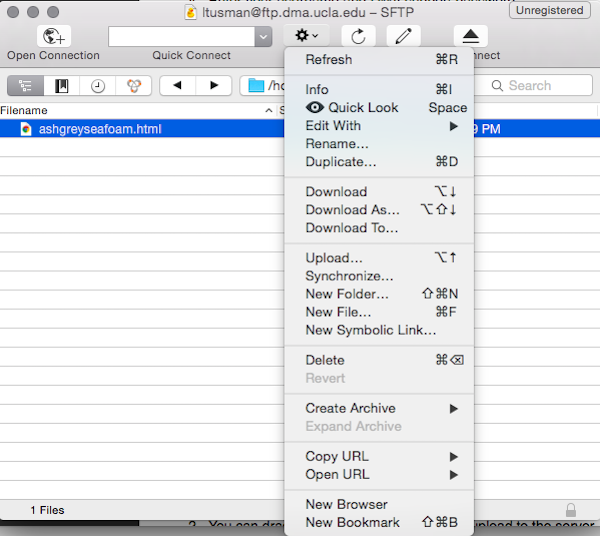 ltusman@ftp.dma.ucla.edu – SFTP
Unregistered
Open Connection
Quick Connect
/ho
Search
Filename
ashgreyseafoam.html
PM
Refresh ⌘R
Info ⌘I
Quick Look Space
Edit With ▶
Rename...
Duplicate... ⌘D
Download ⌥↓
Download As... ⌥⇧↓
Download To...
Upload... ⌥↑
Synchronize...
New Folder... ⇧⌘N
New File... ⌘F
New Symbolic Link...
Delete ⌘⌫
Revert
Create Archive ▶
Expand Archive
Copy URL ▶
Open URL ▶
New Browser
New Bookmark ⇧⌘B
1 Files